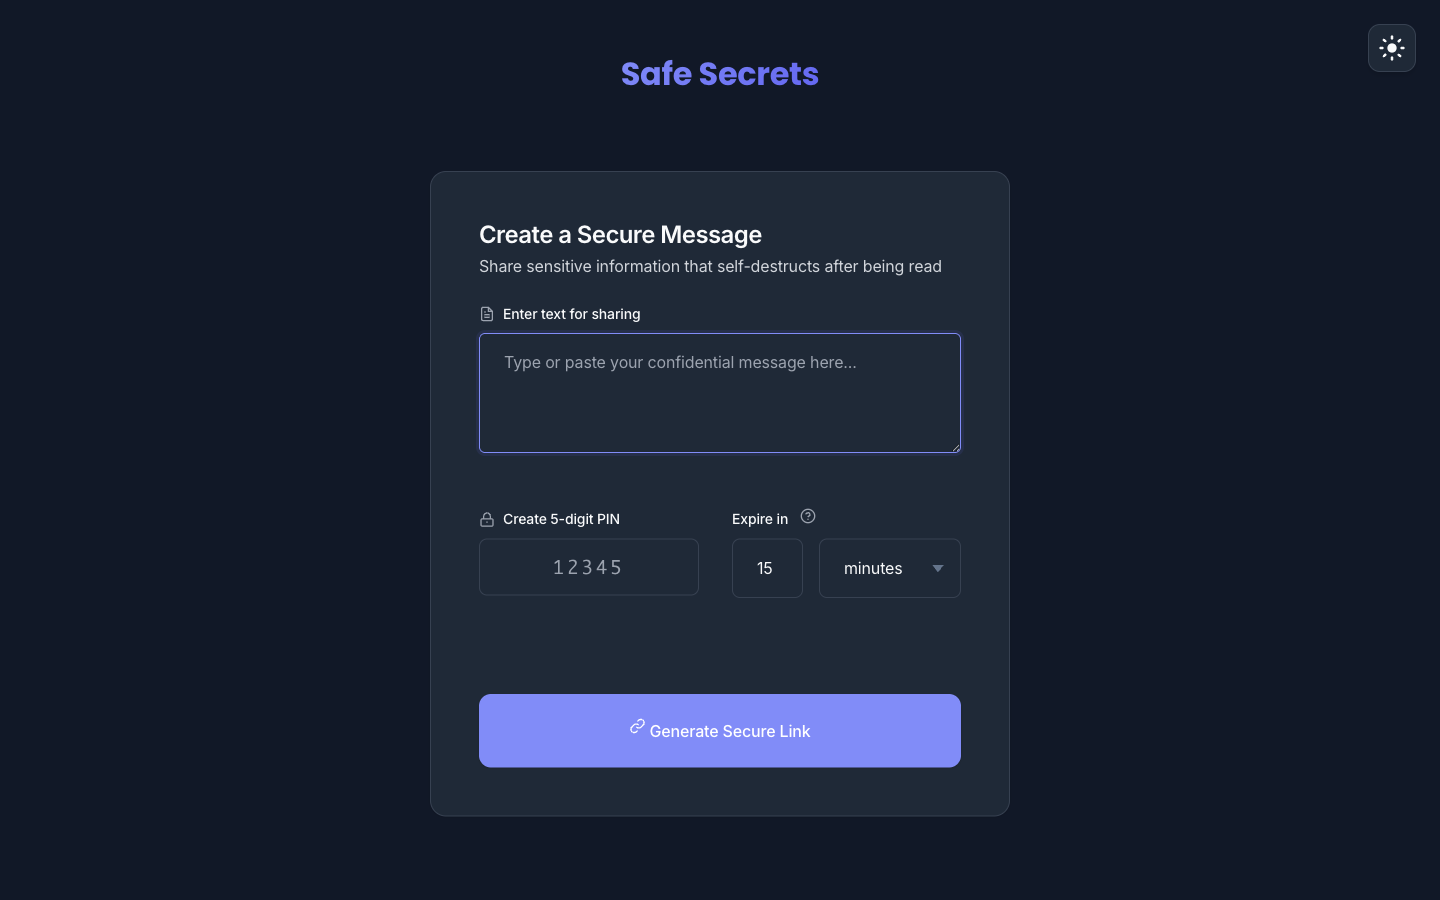 Safe Secrets
Create a Secure Message
Share sensitive information that self-destructs after being read
Enter text for sharing
Type or paste your confidential message here...
Create 5-digit PIN
Expire in
12345
15
minutes
Generate Secure Link